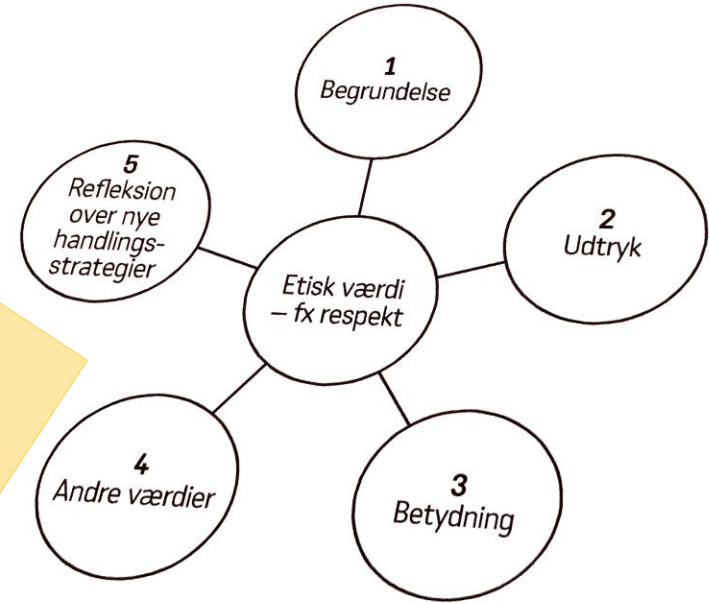 1
Begrundelse
2
Udtryk
3
Betydning
4
Andre værdier
5
Refleksion
over nye
handlings-
strategier
Etisk værdi
– fx respekt